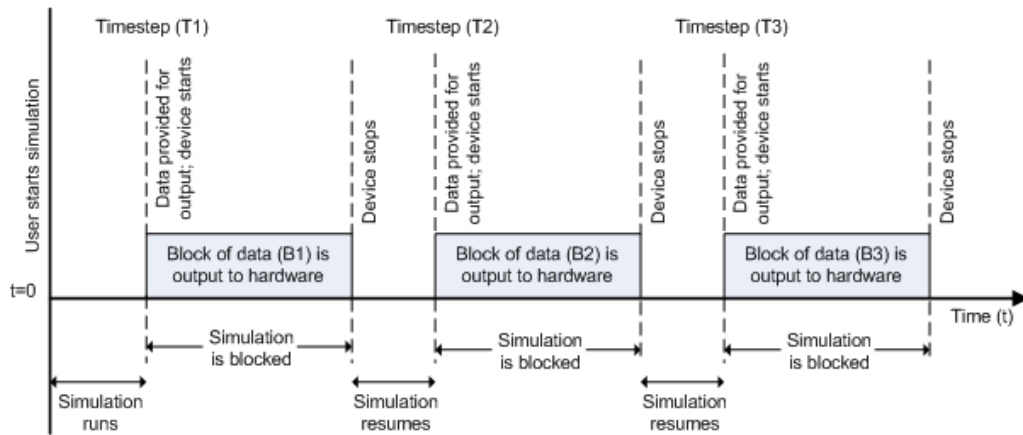 Timestep (T1)
Timestep (T2)
Timestep (T3)
User starts simulation
Data provided for
output; device starts
output
Device stops
Data provided for
output; device starts
output
Device stops
Data provided for
output; device starts
output
Device stops
Block of data (B1) is
output to hardware
Block of data (B2) is
output to hardware
Block of data (B3) is
output to hardware
t=0
Time (t)
Simulation
is blocked
Simulation
is blocked
Simulation
is blocked
Simulation
runs
Simulation
resumes
Simulation
resumes